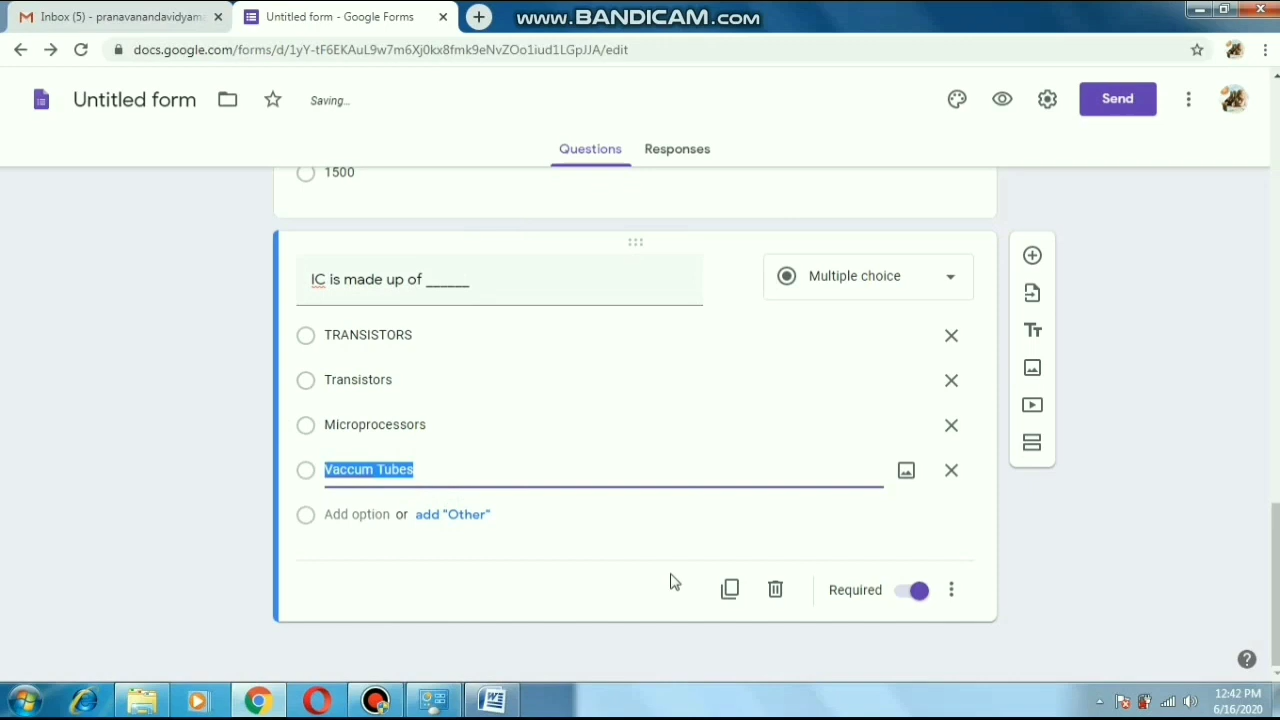 Inbox (5) - pranavanandavidyama
Untitled form - Google Forms
www.BANDICAM.com
docs.google.com/forms/d/1yY-tF6EKAuL9w7m6Xj0kx8fmk9eNvZOo1iud1LGpJJA/edit
Untitled form
Saving...
Send
Questions
Responses
1500
IC is made up of ______
Multiple choice
TRANSISTORS
Transistors
Microprocessors
Vaccum Tubes
Add option or add "Other"
Required
12:42 PM
6/16/2020